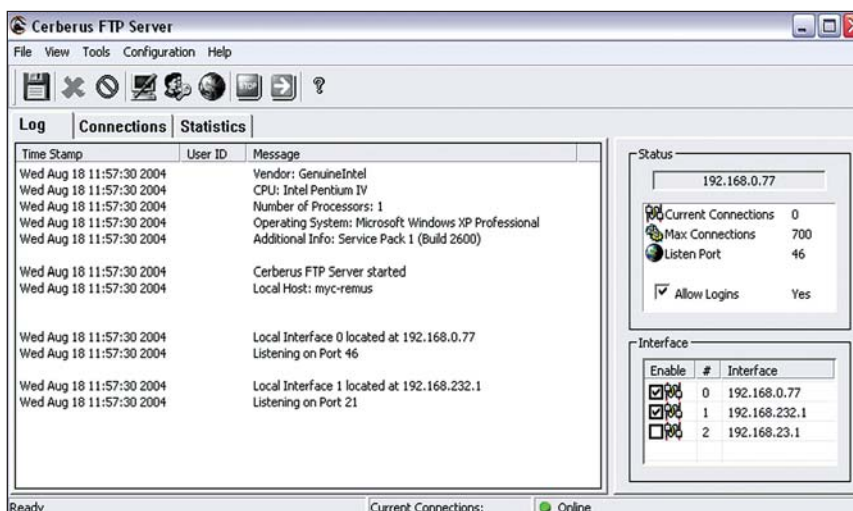 Cerberus FTP Server
File View Tools Configuration Help
STOP
Log Connections Statistics
Time Stamp User ID Message
Wed Aug 18 11:57:30 2004 Vendor: GenuineIntel
Wed Aug 18 11:57:30 2004 CPU: Intel Pentium IV
Wed Aug 18 11:57:30 2004 Number of Processors: 1
Wed Aug 18 11:57:30 2004 Operating System: Microsoft Windows XP Professional
Wed Aug 18 11:57:30 2004 Additional Info: Service Pack 1 (Build 2600)
Wed Aug 18 11:57:30 2004 Cerberus FTP Server started
Wed Aug 18 11:57:30 2004 Local Host: myc-remus
Wed Aug 18 11:57:30 2004 Local Interface 0 located at 192.168.0.77
Wed Aug 18 11:57:30 2004 Listening on Port 46
Wed Aug 18 11:57:30 2004 Local Interface 1 located at 192.168.232.1
Wed Aug 18 11:57:30 2004 Listening on Port 21
Status
192.168.0.77
Current Connections 0
Max Connections 700
Listen Port 46
Allow Logins Yes
Interface
Enable # Interface
0 192.168.0.77
1 192.168.232.1
2 192.168.23.1
Ready Current Connections: Online